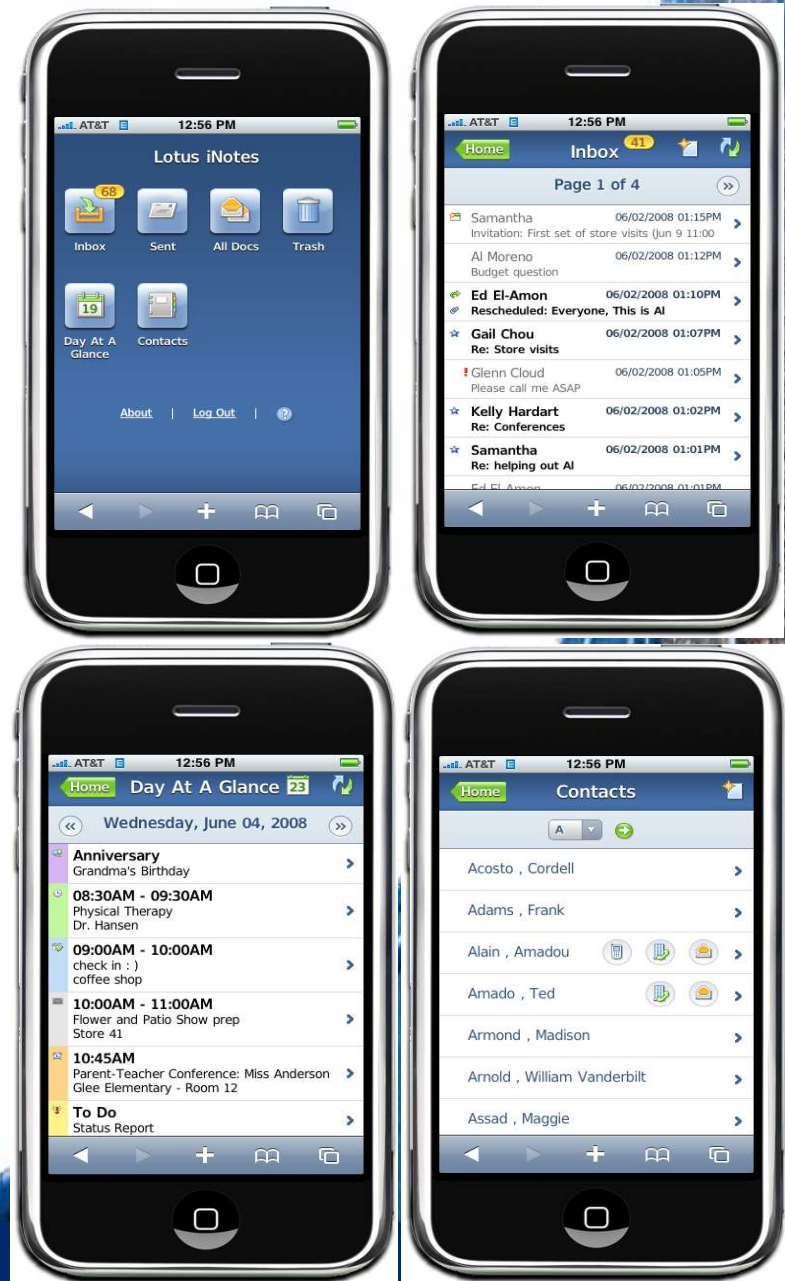 AT&T E 12:56 PM
Lotus iNotes
68
Inbox Sent All Docs Trash
19
Day At A Glance Contacts
About | Log Out | ?
AT&T E 12:56 PM
Home Inbox 41
Page 1 of 4 »
Samantha 06/02/2008 01:15PM
Invitation: First set of store visits (Jun 9 11:00
Al Moreno 06/02/2008 01:12PM
Budget question
Ed El-Amon 06/02/2008 01:10PM
Rescheduled: Everyone, This is Al
Gail Chou 06/02/2008 01:07PM
Re: Store visits
! Glenn Cloud 06/02/2008 01:05PM
Please call me ASAP
Kelly Hardart 06/02/2008 01:02PM
Re: Conferences
Samantha 06/02/2008 01:01PM
Re: helping out Al
Ed El-Amon 06/02/2008 01:01PM
AT&T E 12:56 PM
Home Day At A Glance 23
« Wednesday, June 04, 2008 »
Anniversary
Grandma's Birthday
08:30AM - 09:30AM
Physical Therapy
Dr. Hansen
09:00AM - 10:00AM
check in : )
coffee shop
10:00AM - 11:00AM
Flower and Patio Show prep
Store 41
10:45AM
Parent-Teacher Conference: Miss Anderson
Glee Elementary - Room 12
To Do
Status Report
AT&T E 12:56 PM
Home Contacts
A
Acosto , Cordell
Adams , Frank
Alain , Amadou
Amado , Ted
Armond , Madison
Arnold , William Vanderbilt
Assad , Maggie